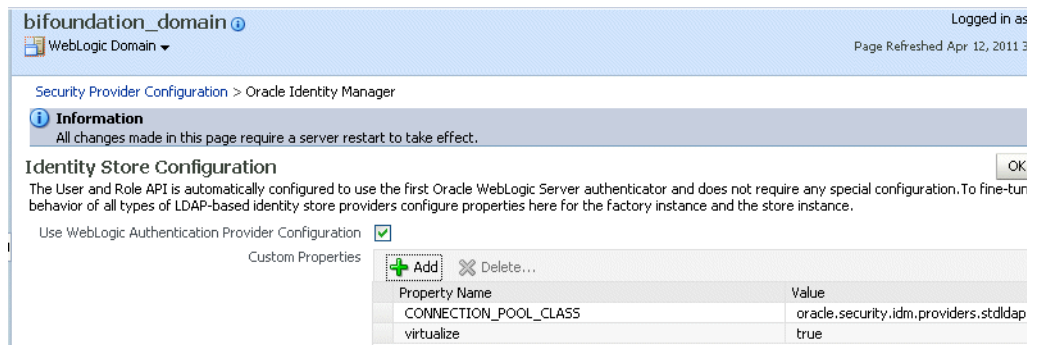 bifoundation_domain
Logged in as
WebLogic Domain
Page Refreshed Apr 12, 2011 3
Security Provider Configuration > Oracle Identity Manager
Information
All changes made in this page require a server restart to take effect.
Identity Store Configuration
OK
The User and Role API is automatically configured to use the first Oracle WebLogic Server authenticator and does not require any special configuration.To fine-tun
behavior of all types of LDAP-based identity store providers configure properties here for the factory instance and the store instance.
Use WebLogic Authentication Provider Configuration
Custom Properties
Add Delete...
Property Name Value
CONNECTION_POOL_CLASS oracle.security.idm.providers.stdldap
virtualize true